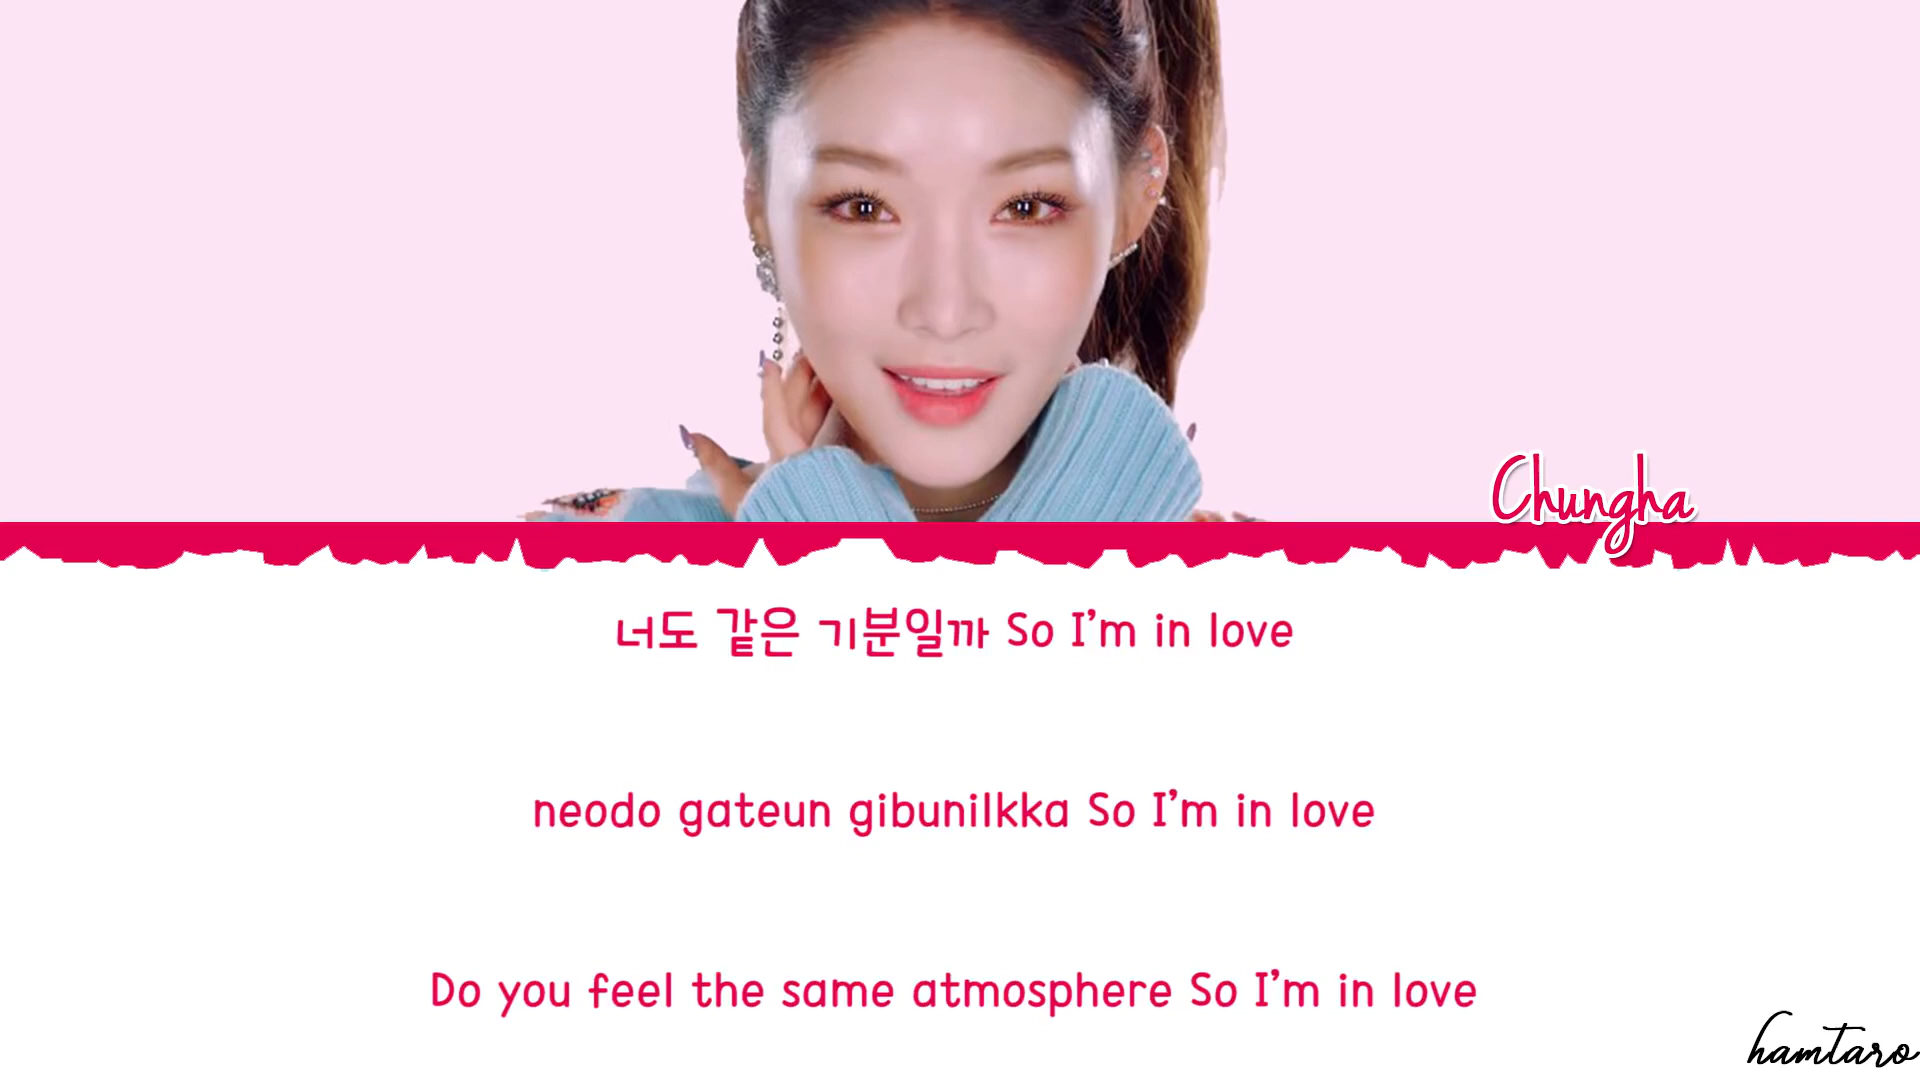 Chungha
너도 같은 기분일까 So I'm in love
neodo gateun gibunilkka So I'm in love
Do you feel the same atmosphere So I'm in love
hamtaro